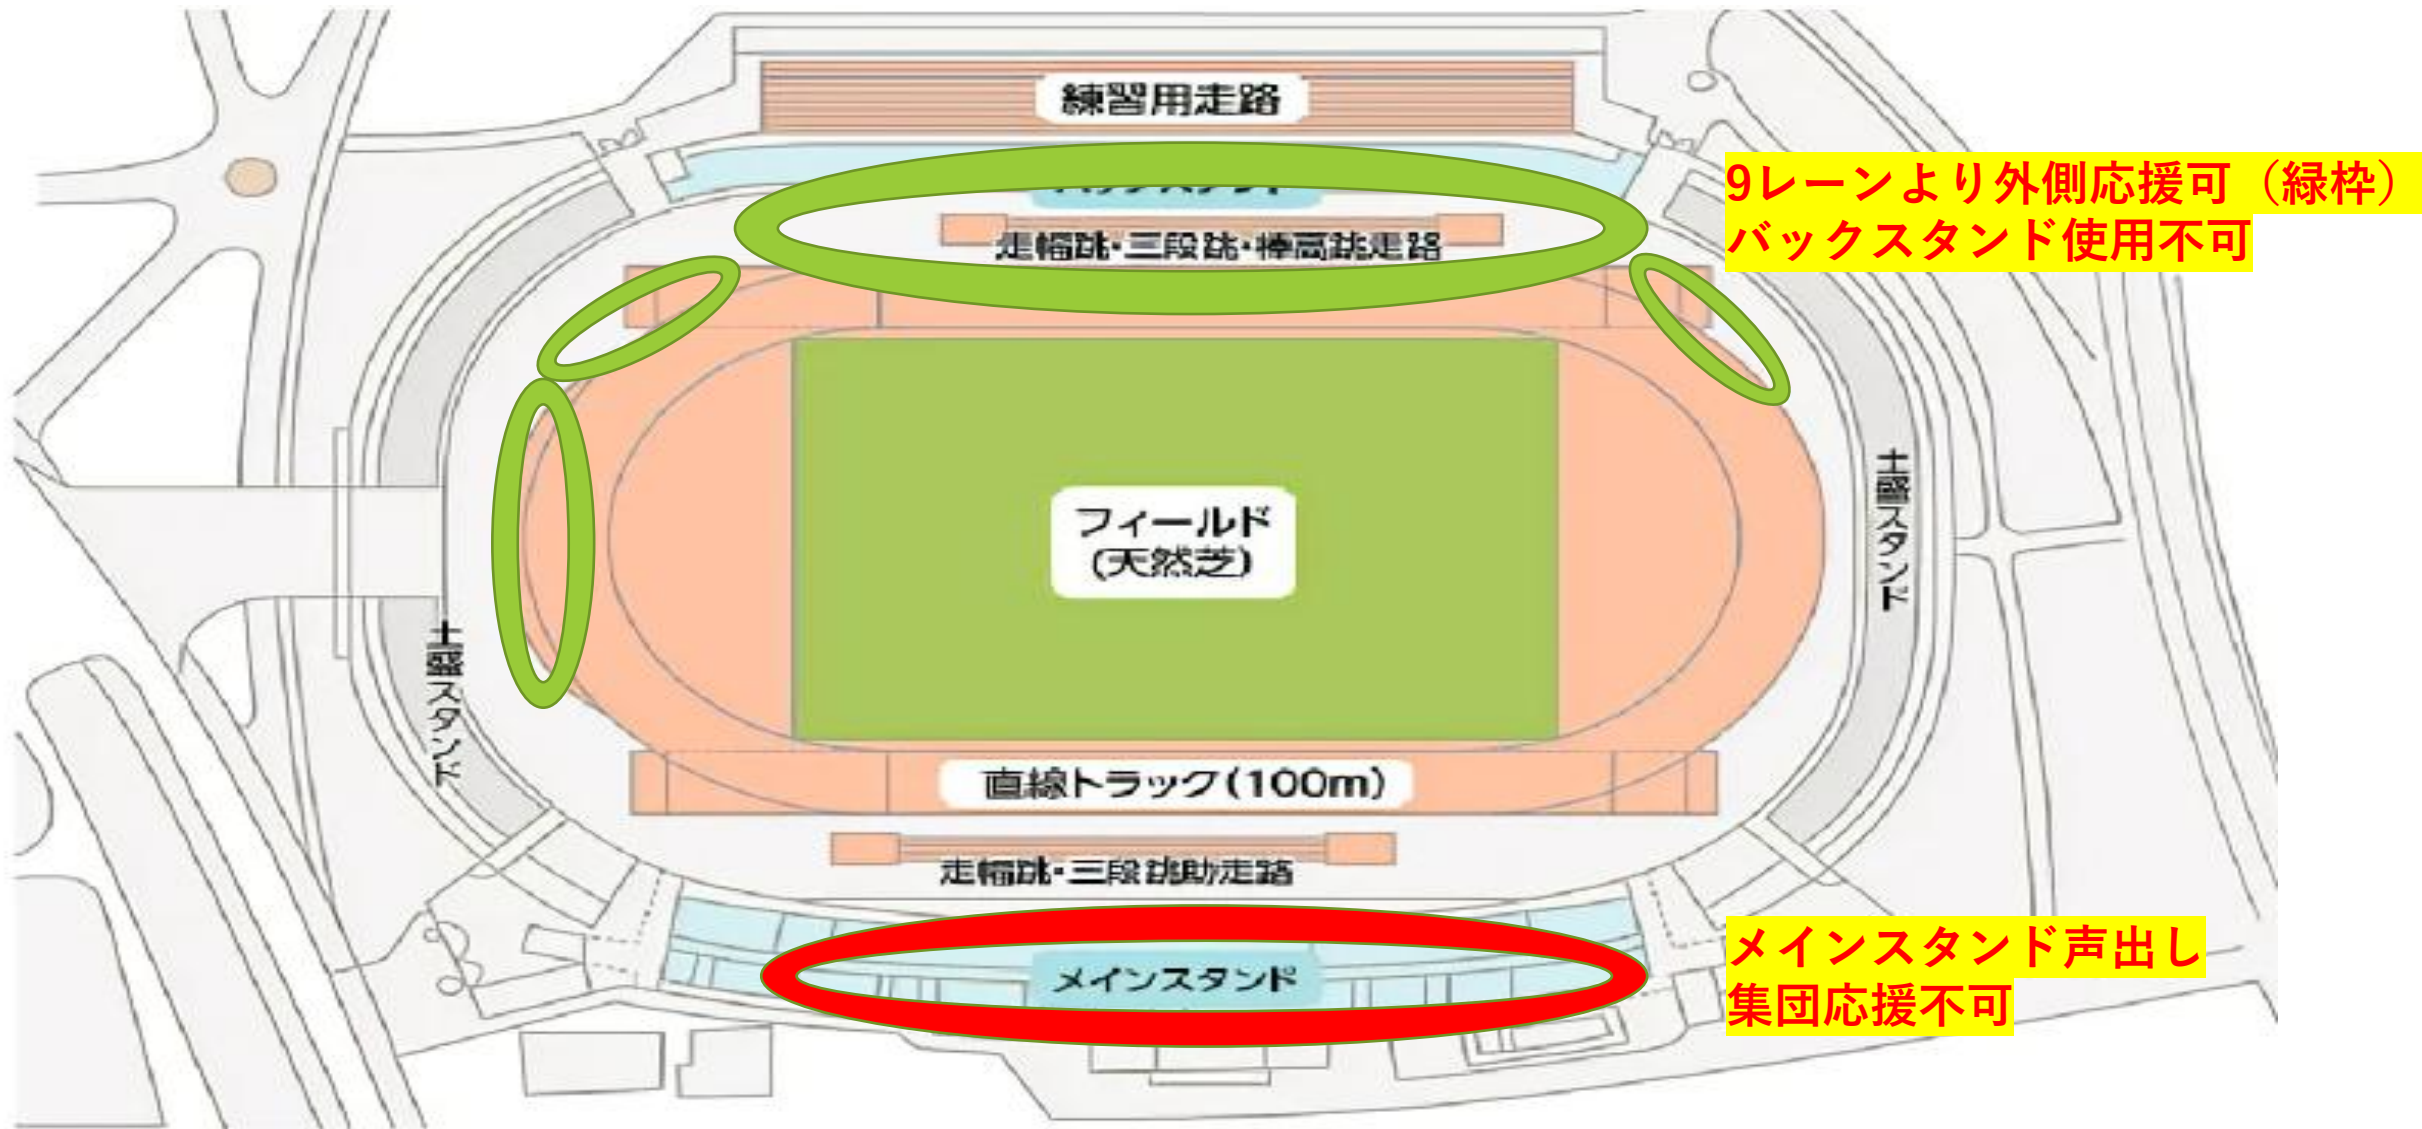 練習用走路
9レーンより外側応援可（緑枠）
バックスタンド使用不可
走幅跳・三段跳・棒高跳走路
フィールド
(天然芝)
土盛スタンド
土盛スタンド
直線トラック(100m)
走幅跳・三段跳助走路
メインスタンド
メインスタンド声出し
集団応援不可